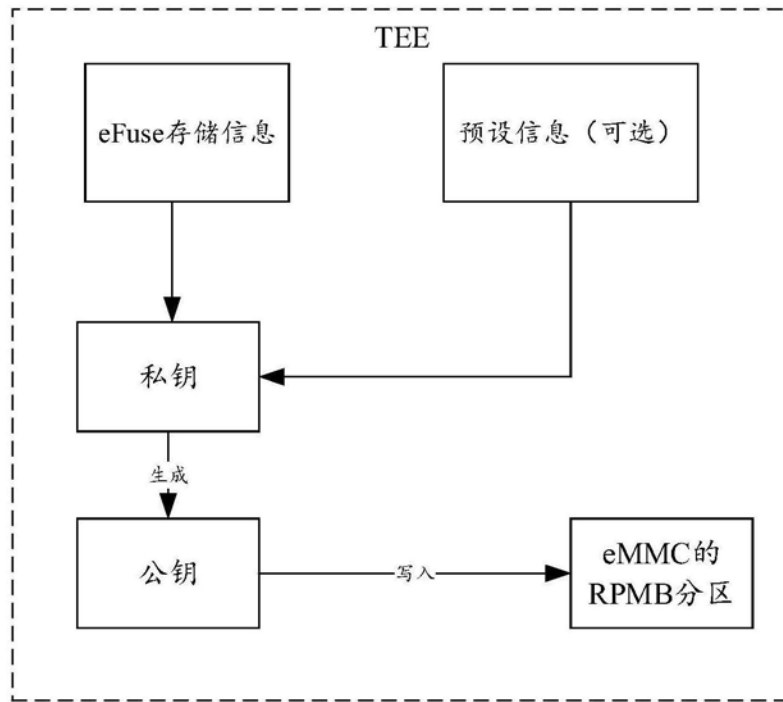 TEE
eFuse存储信息
预设信息（可选）
私钥
生成
公钥
写入
eMMC的
RPMB分区